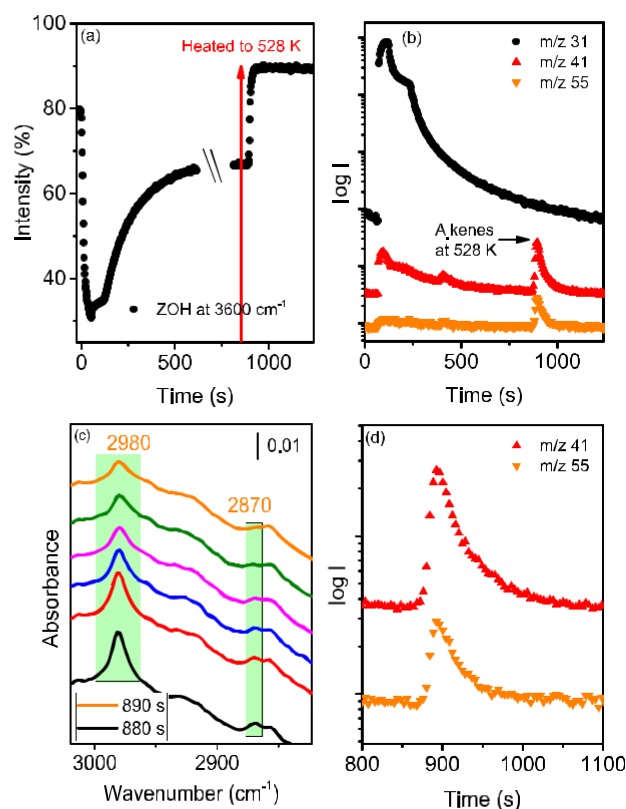 (a)
Heated to 528 K
100
80
60
40
Intensity (%)
ZOH at 3600 cm⁻¹
0
500
1000
Time (s)
(b)
m/z 31
m/z 41
m/z 55
log I
A kenes
at 528 K
0
500
1000
Time (s)
(c)
2980
0.01
2870
Absorbance
890 s
880 s
3000
2900
Wavenumber (cm⁻¹)
(d)
m/z 41
m/z 55
log I
800
900
1000
1100
Time (s)